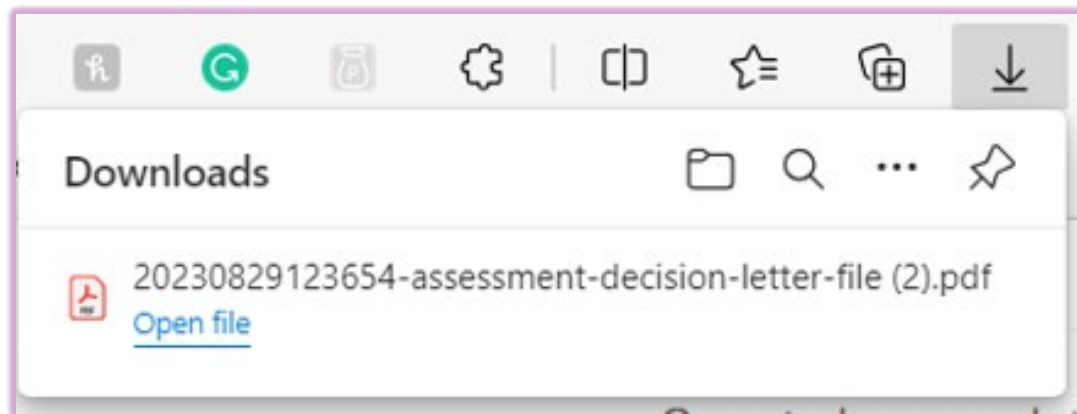 Downloads
20230829123654-assessment-decision-letter-file (2).pdf
Open file